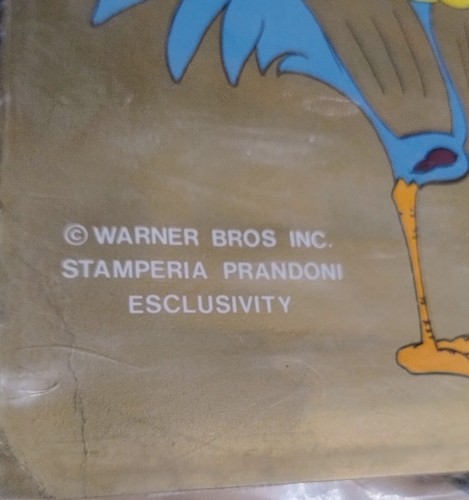 © WARNER BROS INC.
STAMPERIA PRANDONI
ESCLUSIVITY